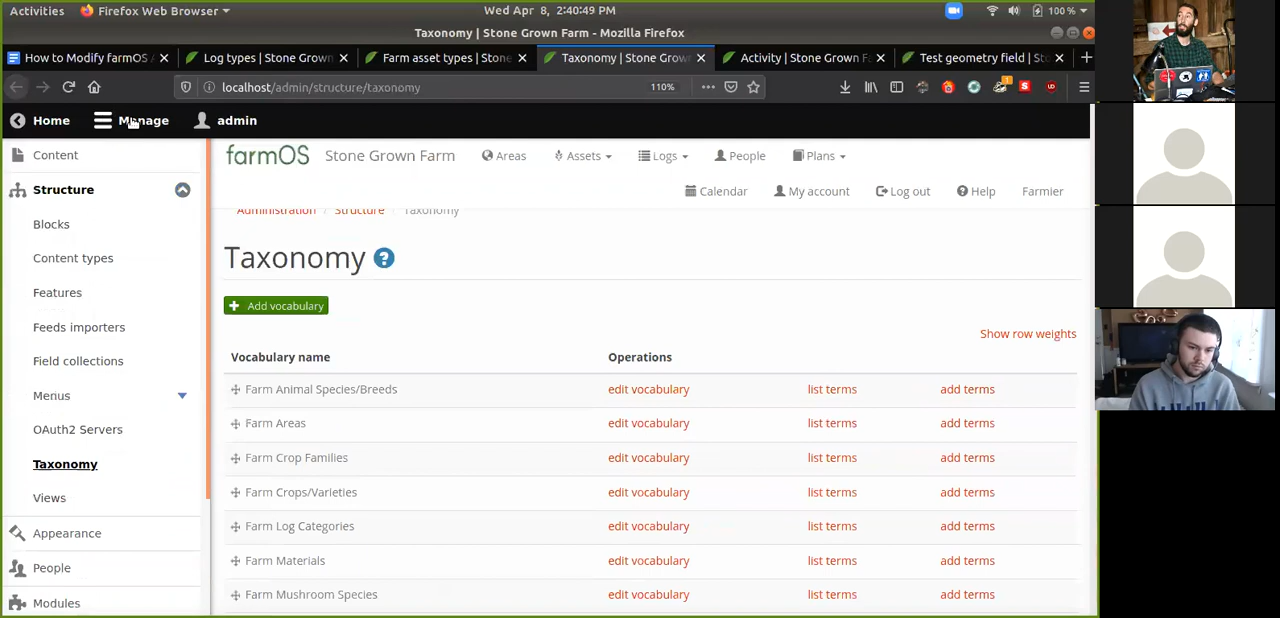 Activities Firefox Web Browser Wed Apr 8, 2:40:49 PM 100 %
Taxonomy | Stone Grown Farm - Mozilla Firefox
How to Modify farmOS Log types | Stone Grown Farm asset types | Stone Taxonomy | Stone Grown Activity | Stone Grown F Test geometry field | Sto
localhost/admin/structure/taxonomy 110%
Home Manage admin
Content
Structure
Blocks
Content types
Features
Feeds importers
Field collections
Menus
OAuth2 Servers
Taxonomy
Views
Appearance
People
Modules
farmOS Stone Grown Farm Areas Assets Logs People Plans
Calendar My account Log out Help Farmier
Administration / Structure / Taxonomy
Taxonomy ?
+ Add vocabulary
Show row weights
Vocabulary name Operations
Farm Animal Species/Breeds edit vocabulary list terms add terms
Farm Areas edit vocabulary list terms add terms
Farm Crop Families edit vocabulary list terms add terms
Farm Crops/Varieties edit vocabulary list terms add terms
Farm Log Categories edit vocabulary list terms add terms
Farm Materials edit vocabulary list terms add terms
Farm Mushroom Species edit vocabulary list terms add terms